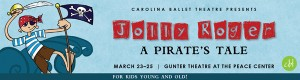 CAROLINA BALLET THEATRE PRESENTS
Jolly Roger
A PIRATE'S TALE
MARCH 23-25 | GUNTER THEATRE AT THE PEACE CENTER
FOR KIDS YOUNG AND OLD!